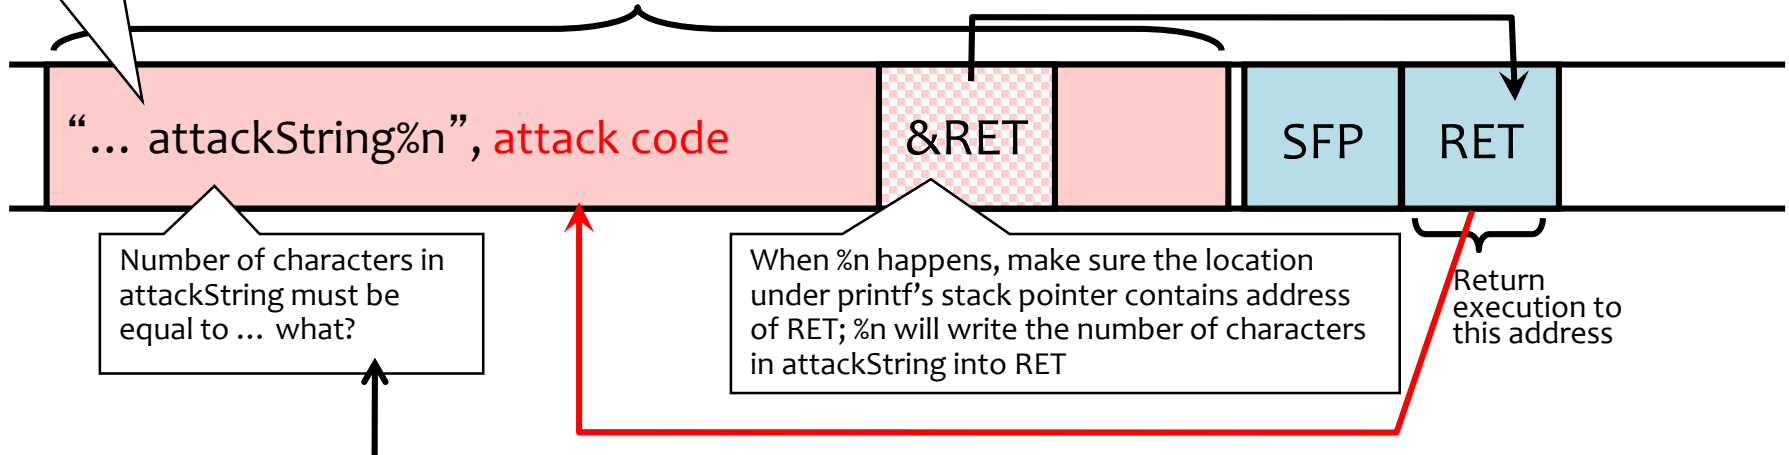 “... attackString%n”, attack code
&RET
SFP
RET
Number of characters in
attackString must be
equal to ... what?
When %n happens, make sure the location
under printf’s stack pointer contains address
of RET; %n will write the number of characters
in attackString into RET
Return
execution to
this address